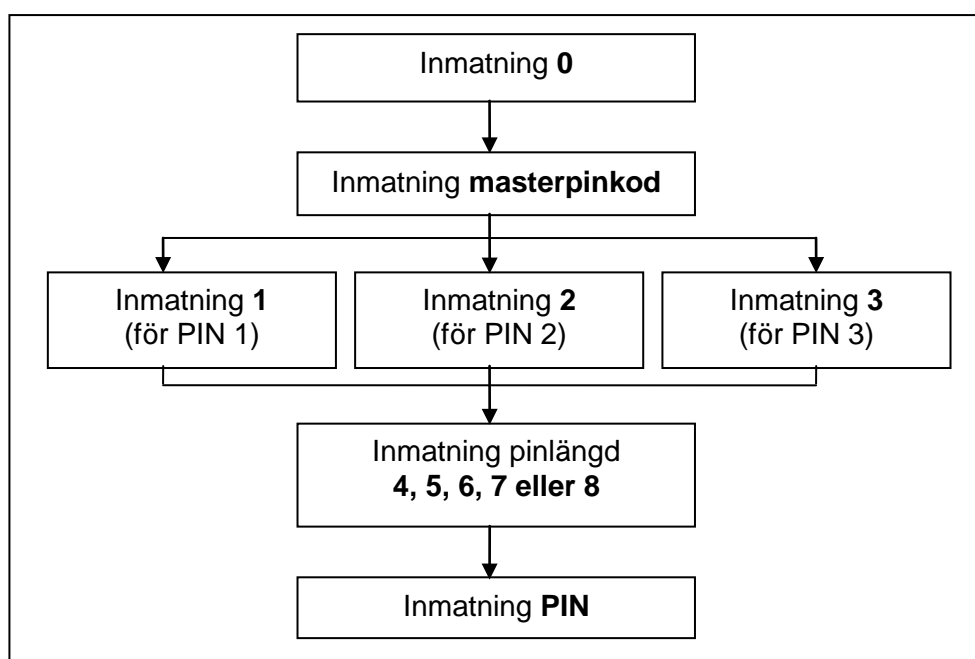 Inmatning 0
Inmatning masterpinkod
Inmatning 1
(för PIN 1)
Inmatning 2
(för PIN 2)
Inmatning 3
(för PIN 3)
Inmatning pinlängd
4, 5, 6, 7 eller 8
Inmatning PIN